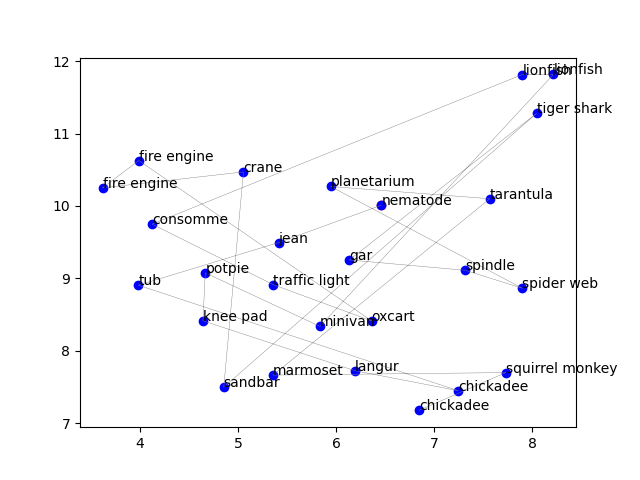 12
lionfish
lionfish
tiger shark
11
fire engine
crane
fire engine
planetarium
tarantula
nematode
10
consomme
jean
gar
spindle
potpie
9
tub
traffic light
spider web
knee pad
minivan
oxcart
8
marmoset
langur
squirrel monkey
sandbar
chickadee
chickadee
7
4
5
6
7
8